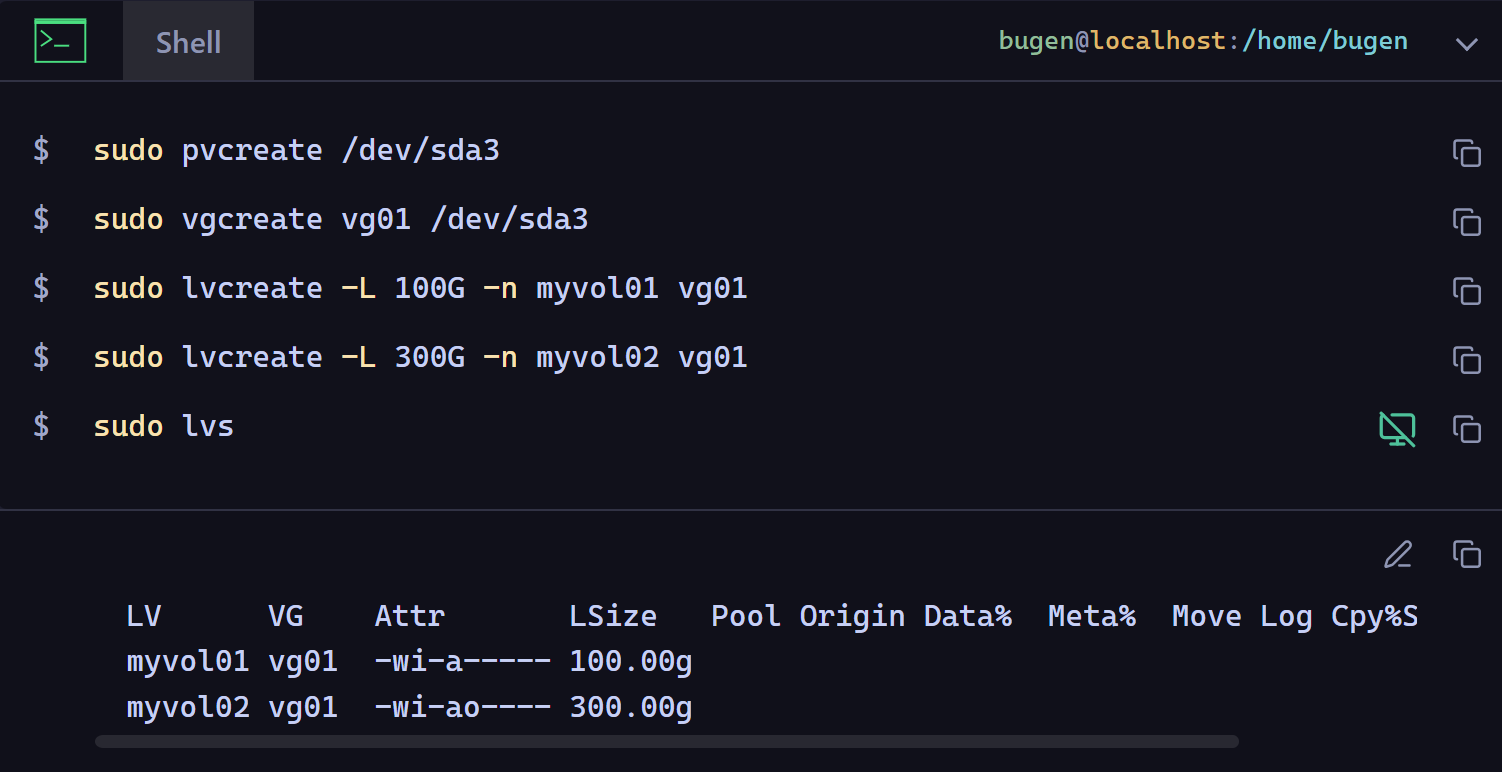 >_ Shell bugen@localhost:/home/bugen
$ sudo pvcreate /dev/sda3
$ sudo vgcreate vg01 /dev/sda3
$ sudo lvcreate -L 100G -n myvol01 vg01
$ sudo lvcreate -L 300G -n myvol02 vg01
$ sudo lvs
LV VG Attr LSize Pool Origin Data% Meta% Move Log Cpy%S
myvol01 vg01 -wi-a----- 100.00g
myvol02 vg01 -wi-ao---- 300.00g